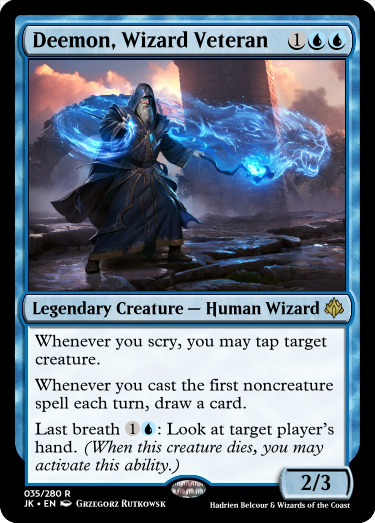 Deemon, Wizard Veteran 1
Legendary Creature — Human Wizard
Whenever you scry, you may tap target
creature.
Whenever you cast the first noncreature
spell each turn, draw a card.
Last breath 1 : Look at target player's
hand. (When this creature dies, you may
activate this ability.)
2/3
035/280 R
JK • EN Grzegorz Rutkowsk
Hadrien Belcour & Wizards of the Coast